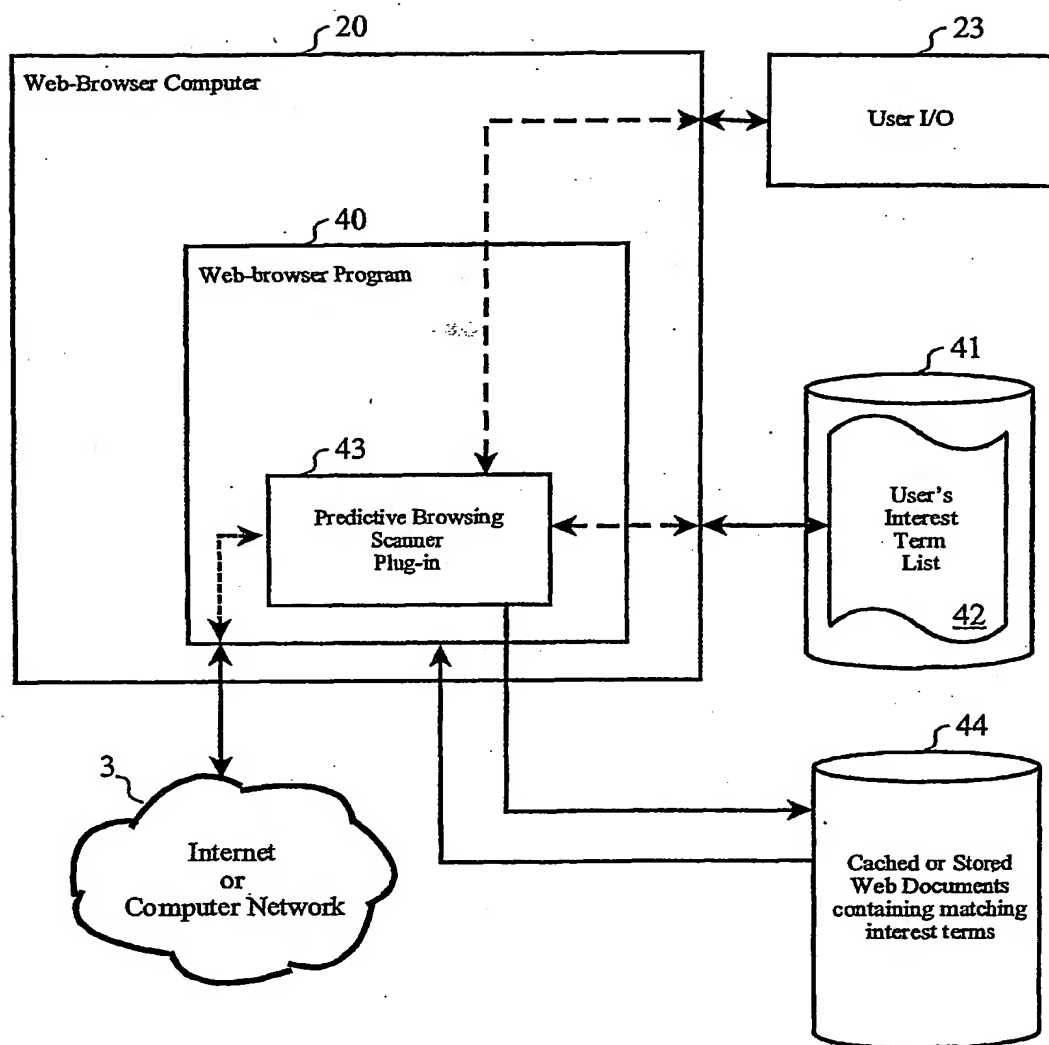 20
23
Web-Browser Computer
User I/O
40
Web-browser Program
41
43
Predictive Browsing
Scanner
Plug-in
User's
Interest
Term
List
42
44
3
Internet
or
Computer Network
Cached or Stored
Web Documents
containing matching
interest terms